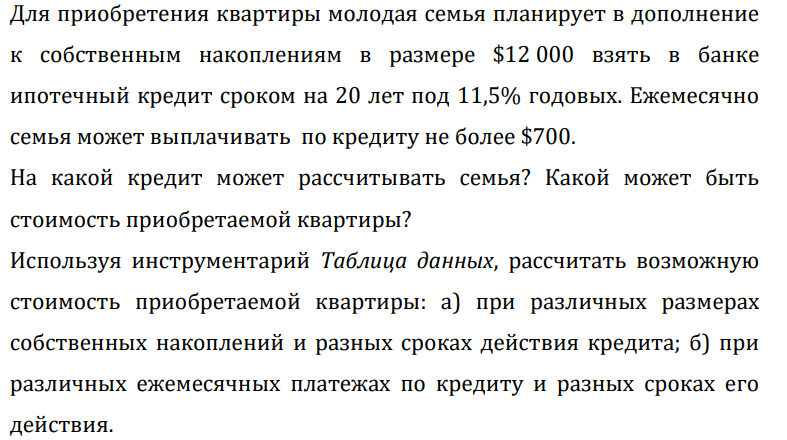 Для приобретения квартиры молодая семья планирует в дополнение
к собственным накоплениям в размере $12 000 взять в банке
ипотечный кредит сроком на 20 лет под 11,5% годовых. Ежемесячно
семья может выплачивать по кредиту не более $700.
На какой кредит может рассчитывать семья? Какой может быть
стоимость приобретаемой квартиры?
Используя инструментарий Таблица данных, рассчитать возможную
стоимость приобретаемой квартиры: а) при различных размерах
собственных накоплений и разных сроках действия кредита; б) при
различных ежемесячных платежах по кредиту и разных сроках его
действия.